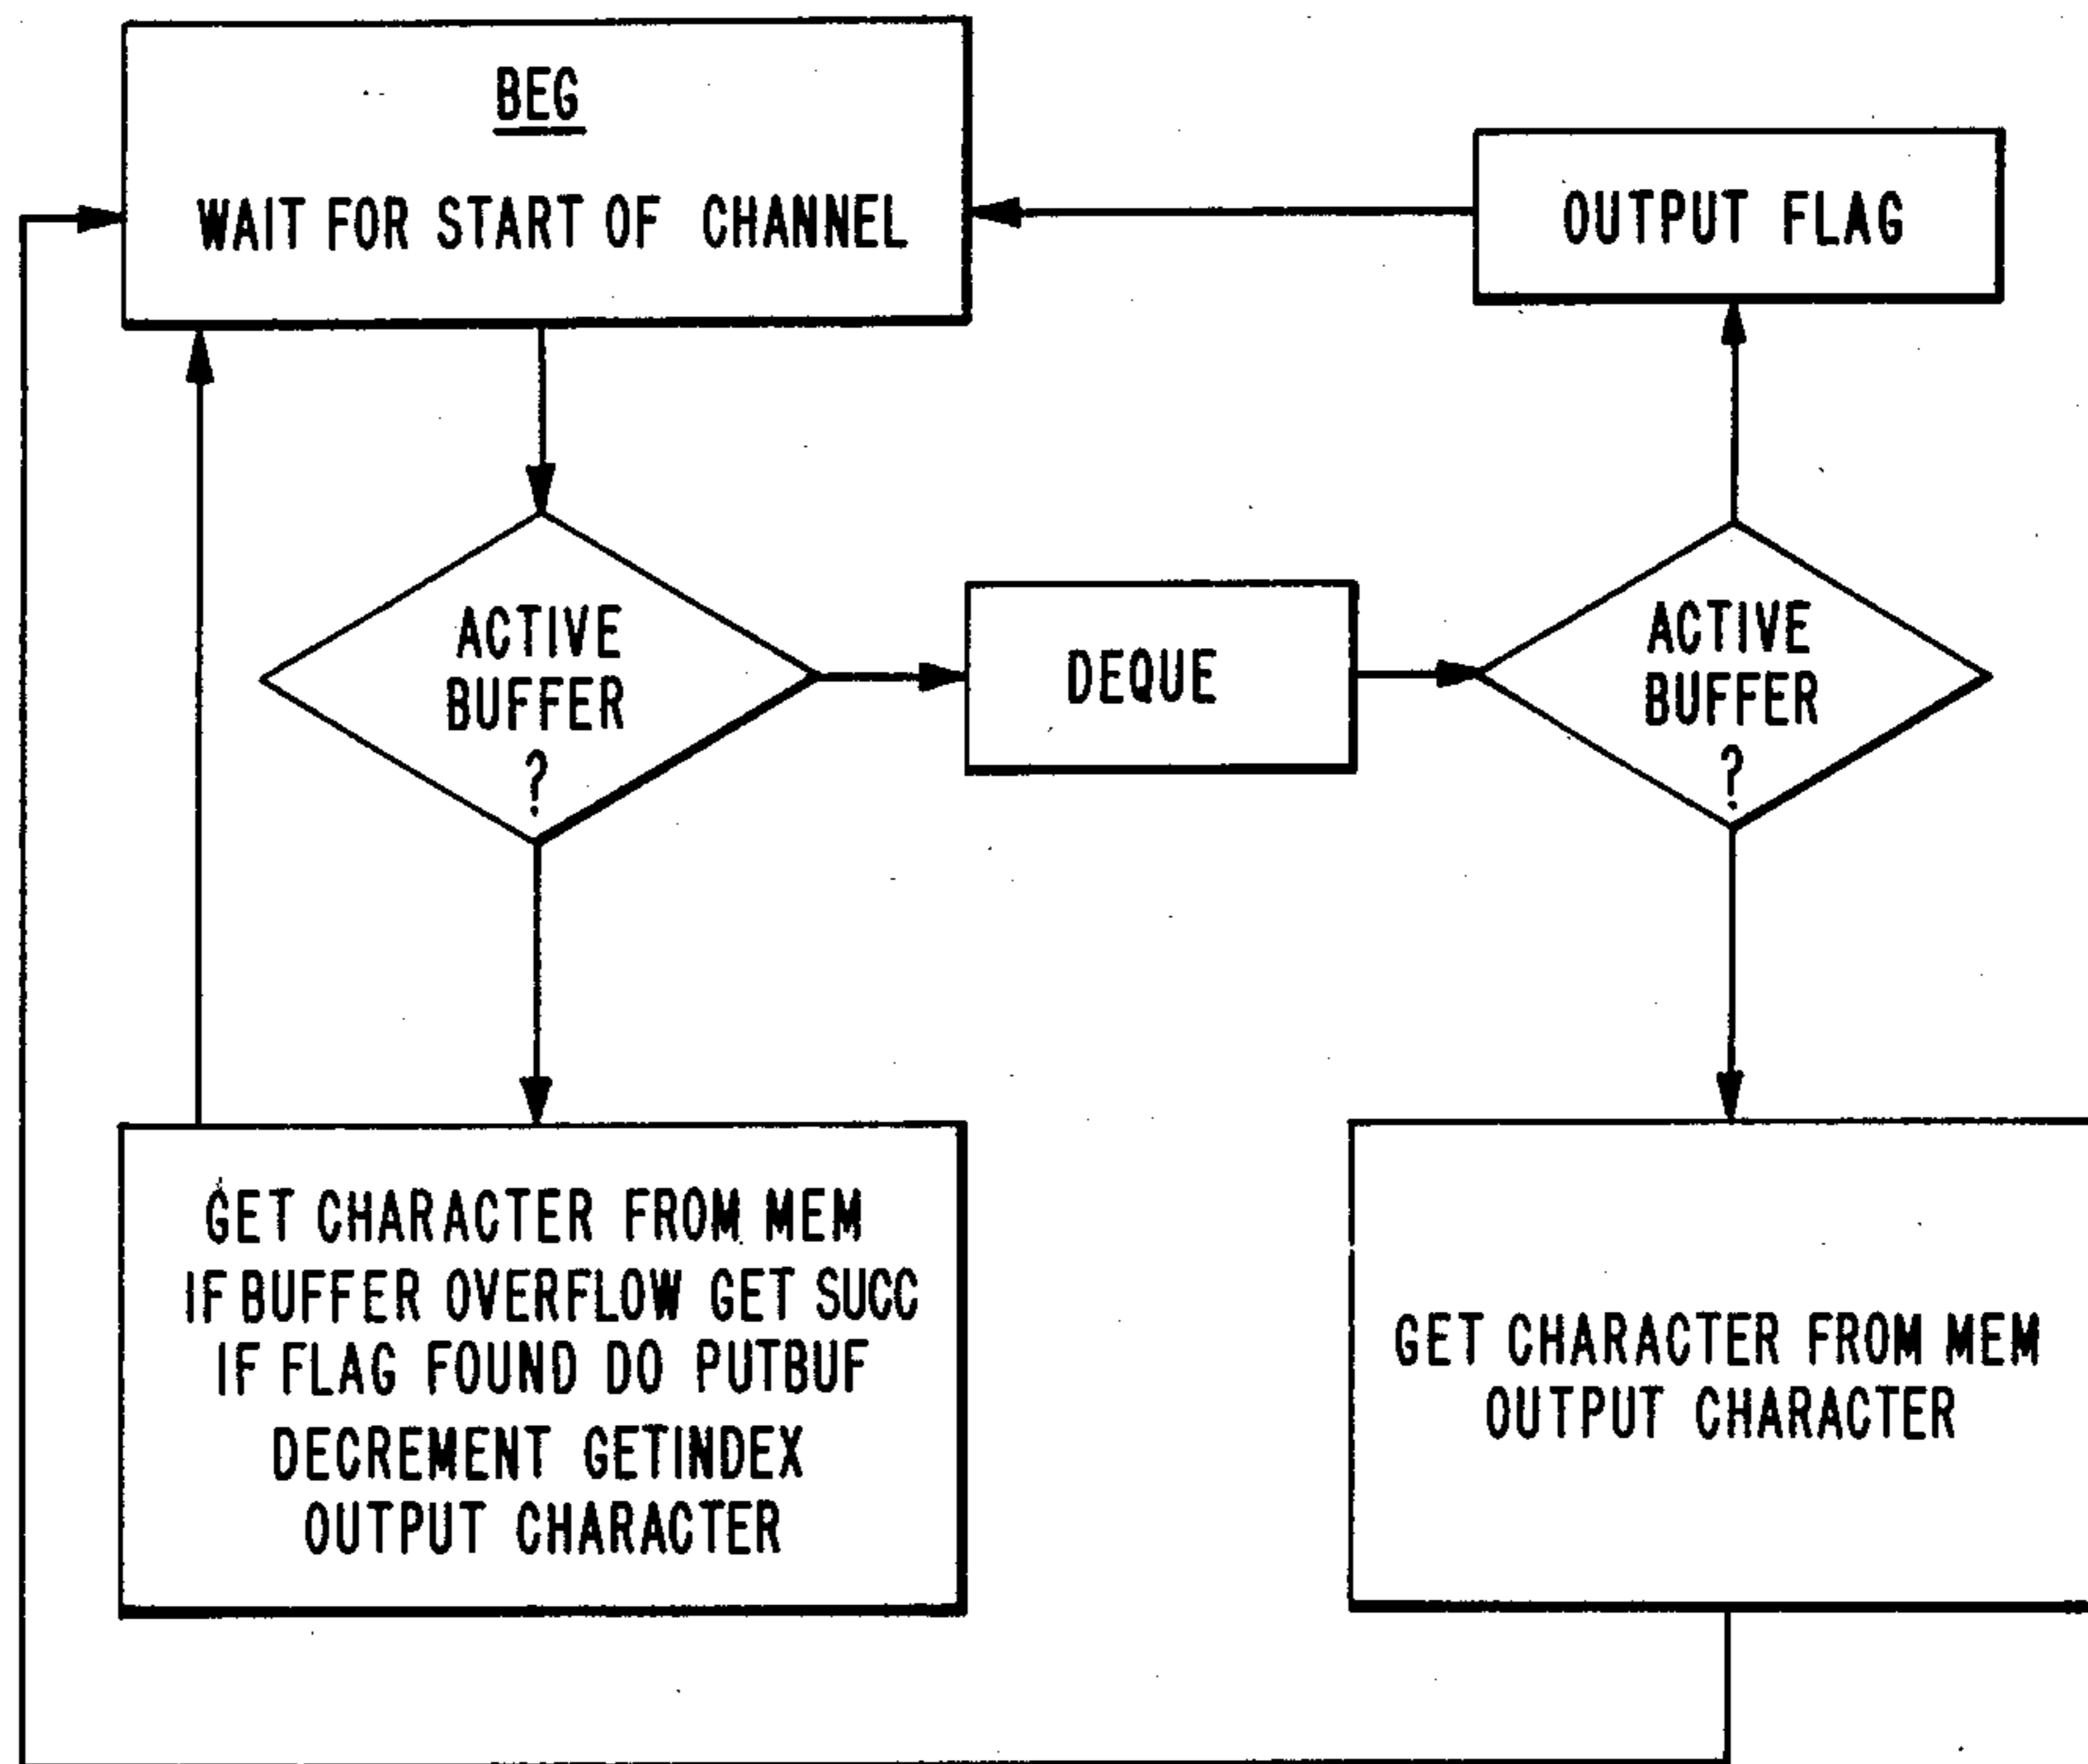 BEG
WAIT FOR START OF CHANNEL
OUTPUT FLAG
ACTIVE
BUFFER
?
DEQUE
ACTIVE
BUFFER
?
GET CHARACTER FROM MEM
IF BUFFER OVERFLOW GET SUCC
IF FLAG FOUND DO PUTBUF
DECREMENT GETINDEX
OUTPUT CHARACTER
GET CHARACTER FROM MEM
OUTPUT CHARACTER